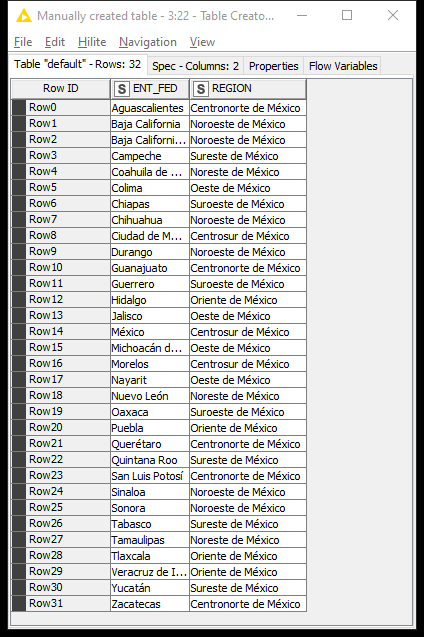 Manually created table - 3:22 - Table Creato...
File Edit Hilite Navigation View
Table "default" - Rows: 32 Spec - Columns: 2 Properties Flow Variables
Row ID S ENT_FED S REGION
Row0 Aguascalientes Centronorte de México
Row1 Baja California Noroeste de México
Row2 Baja Californi... Noroeste de México
Row3 Campeche Sureste de México
Row4 Coahuila de ... Noreste de México
Row5 Colima Oeste de México
Row6 Chiapas Suroeste de México
Row7 Chihuahua Noroeste de México
Row8 Ciudad de M... Centrosur de México
Row9 Durango Noroeste de México
Row10 Guanajuato Centronorte de México
Row11 Guerrero Suroeste de México
Row12 Hidalgo Oriente de México
Row13 Jalisco Oeste de México
Row14 México Centrosur de México
Row15 Michoacán d... Oeste de México
Row16 Morelos Centrosur de México
Row17 Nayarit Oeste de México
Row18 Nuevo León Noreste de México
Row19 Oaxaca Suroeste de México
Row20 Puebla Oriente de México
Row21 Querétaro Centronorte de México
Row22 Quintana Roo Sureste de México
Row23 San Luis Potosí Centronorte de México
Row24 Sinaloa Noroeste de México
Row25 Sonora Noroeste de México
Row26 Tabasco Sureste de México
Row27 Tamaulipas Noreste de México
Row28 Tlaxcala Oriente de México
Row29 Veracruz de I... Oriente de México
Row30 Yucatán Sureste de México
Row31 Zacatecas Centronorte de México